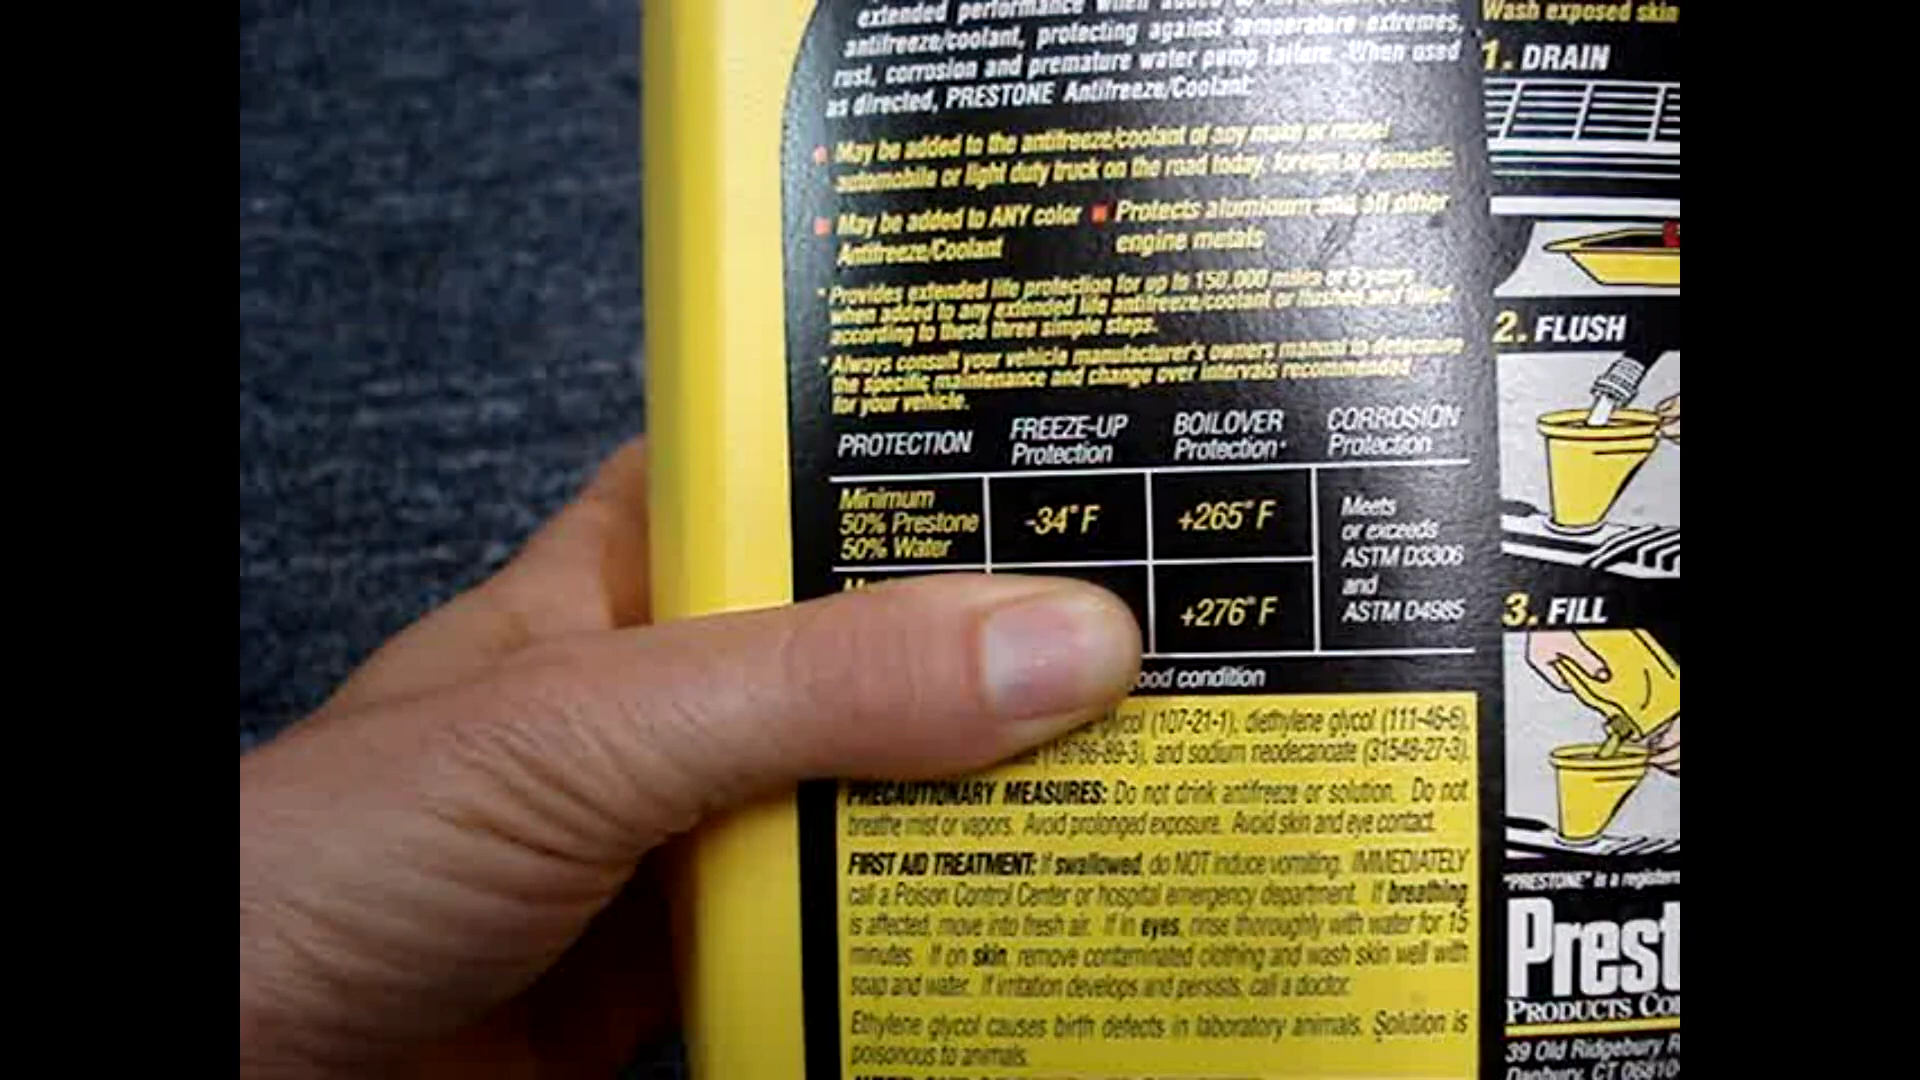 extended performance when added to
antifreeze/coolant, protecting against temperature extremes,
rust, corrosion and premature water pump failure. When used
as directed, PRESTONE Antifreeze/Coolant:
May be added to the antifreeze/coolant of any make or model
automobile or light duty truck on the road today, foreign or domestic
May be added to ANY color
Antifreeze/Coolant
Protects aluminum and all other
engine metals
* Provides extended life protection for up to 150,000 miles or 5 years
when added to any extended life antifreeze/coolant or flushed and filled
according to these three simple steps.
* Always consult your vehicle manufacturer's owners manual to determine
the specific maintenance and change over intervals recommended
for your vehicle.
PROTECTION
FREEZE-UP
Protection
BOILOVER
Protection*
CORROSION
Protection
Minimum
50% Prestone
50% Water
-34°F
+265°F
Meets
or exceeds
ASTM D3306
and
ASTM D4985
+276°F
good condition
glycol (107-21-1), diethylene glycol (111-46-6),
(19766-89-3), and sodium neodecanoate (31548-27-3).
PRECAUTIONARY MEASURES: Do not drink antifreeze or solution. Do not
breathe mist or vapors. Avoid prolonged exposure. Avoid skin and eye contact.
FIRST AID TREATMENT: If swallowed, do NOT induce vomiting. IMMEDIATELY
call a Poison Control Center or hospital emergency department. If breathing
is affected, move into fresh air. If in eyes, rinse thoroughly with water for 15
minutes. If on skin, remove contaminated clothing and wash skin well with
soap and water. If irritation develops and persists, call a doctor.
Ethylene glycol causes birth defects in laboratory animals. Solution is
poisonous to animals.
Wash exposed skin
1. DRAIN
2. FLUSH
3. FILL
"PRESTONE" is a registere
Prest
PRODUCTS CO
39 Old Ridgebury R
Danbury, CT 06810